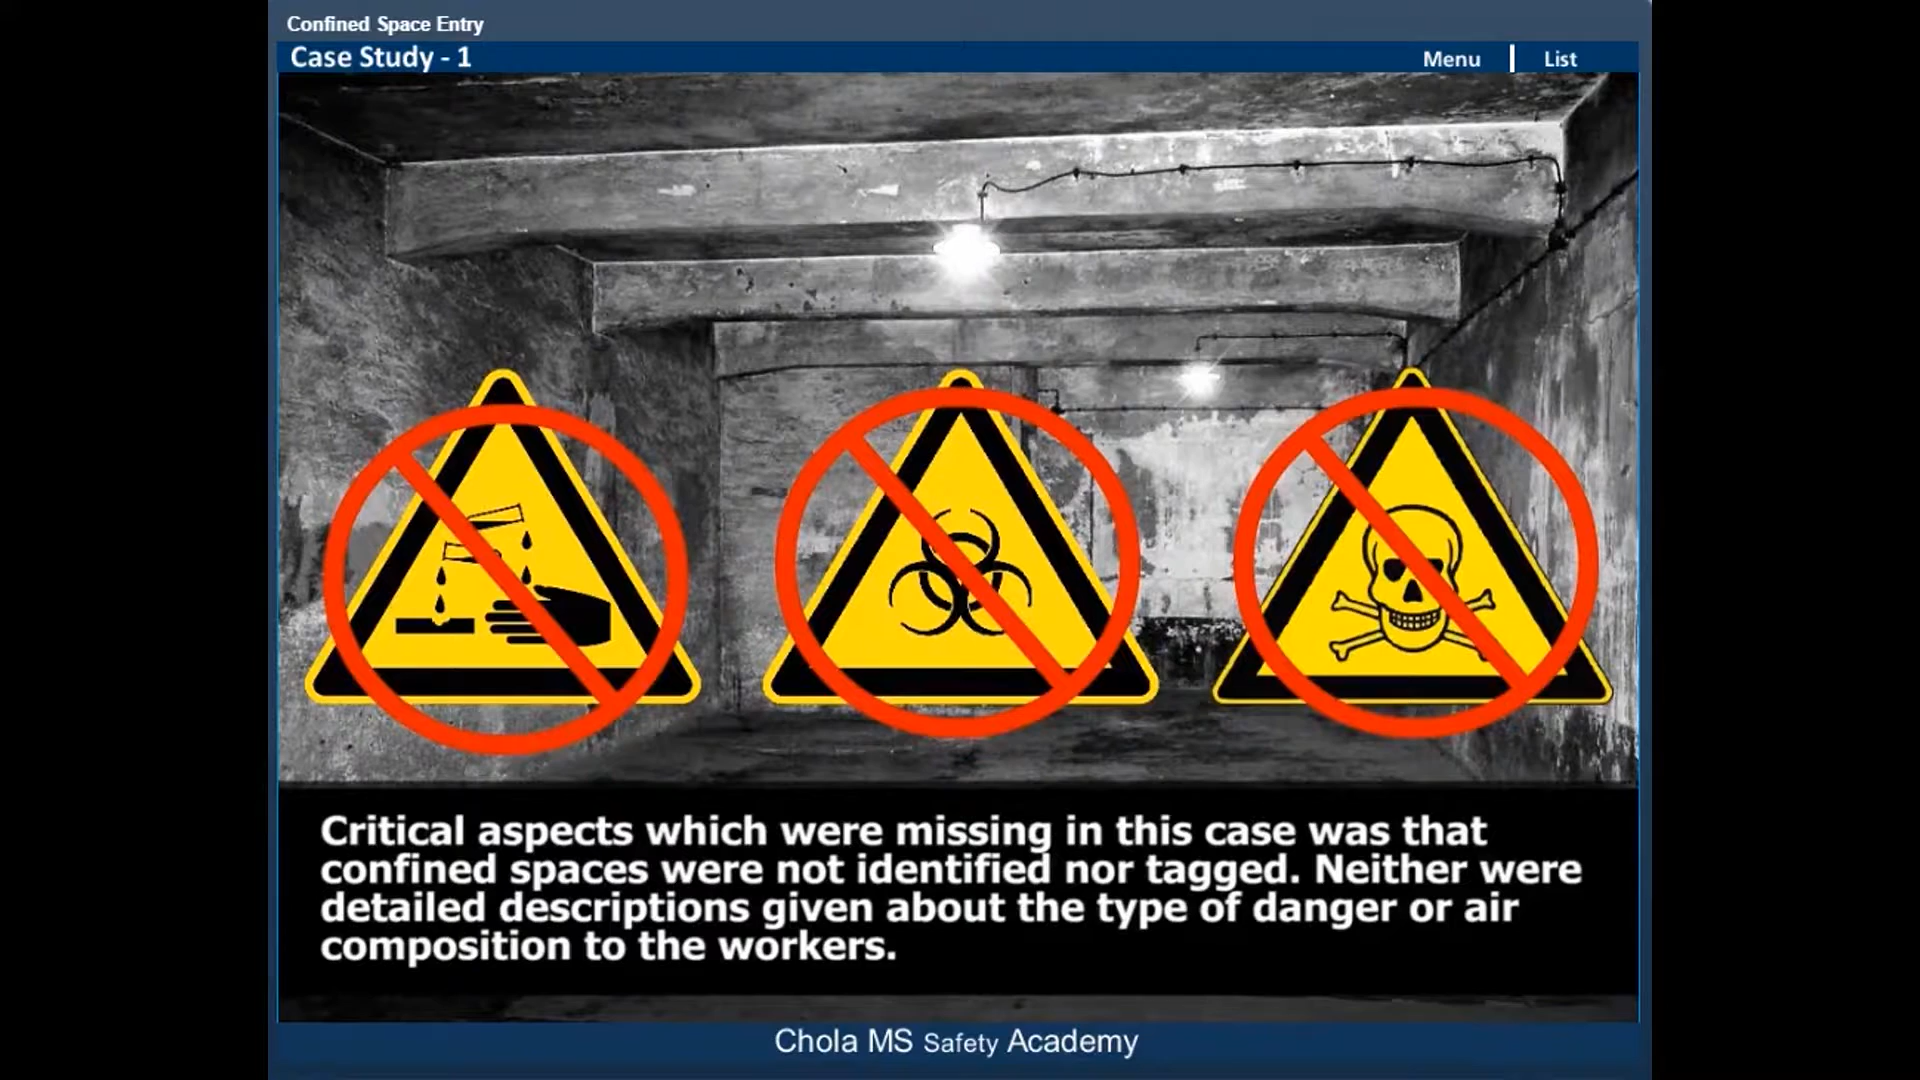 Confined Space Entry
Case Study - 1
Menu | List
Critical aspects which were missing in this case was that
confined spaces were not identified nor tagged. Neither were
detailed descriptions given about the type of danger or air
composition to the workers.
Chola MS Safety Academy